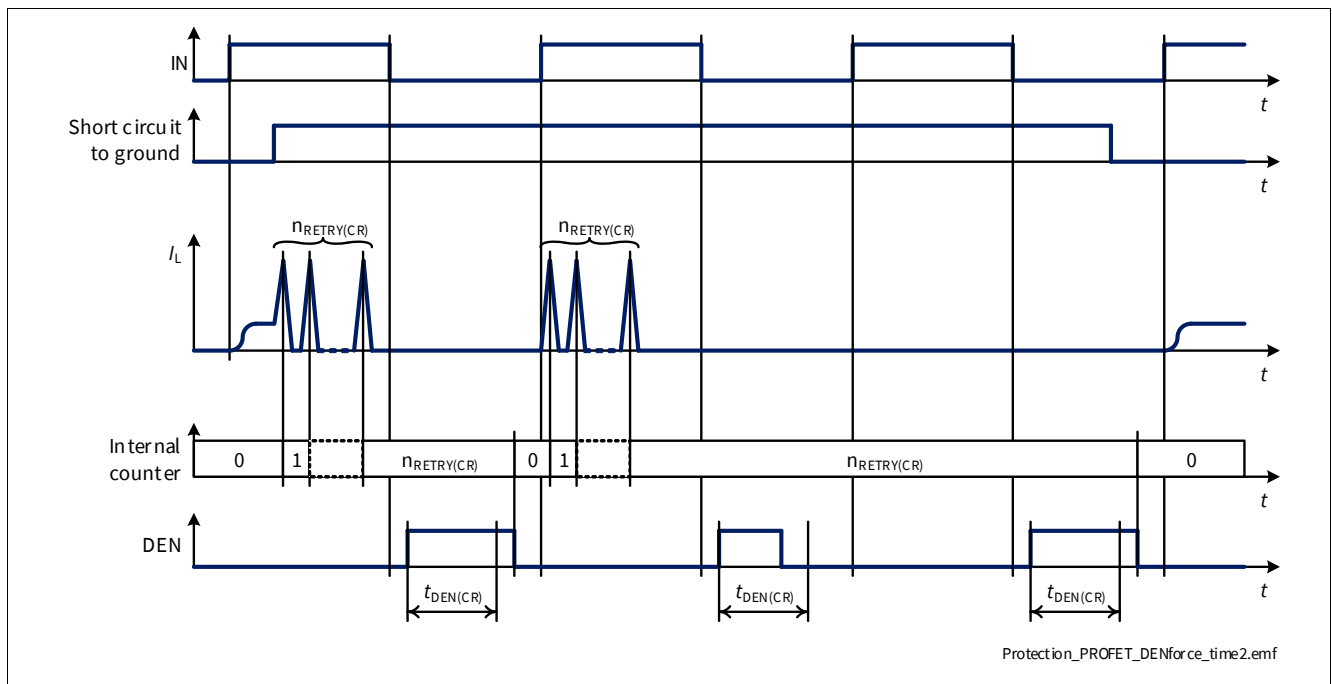 IN
t
Short circuit
to ground
t
nRETRY(CR)
nRETRY(CR)
IL
t
Internal
counter
0
1
nRETRY(CR)
0
1
nRETRY(CR)
0
t
DEN
t
tDEN(CR)
tDEN(CR)
tDEN(CR)
Protection_PROFET_DENforce_time2.emf